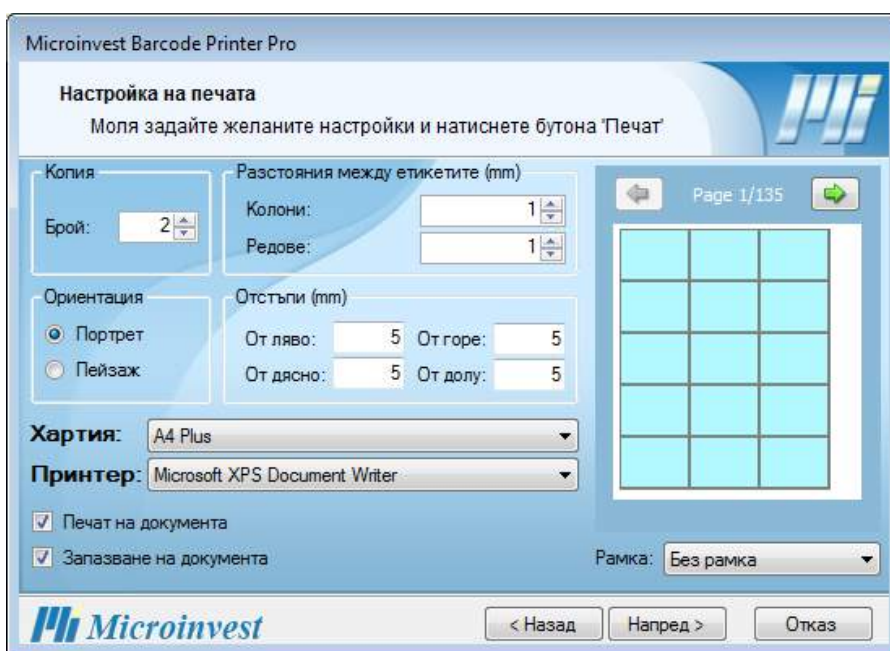 Microinvest Barcode Printer Pro
Настройка на печата
Моля задайте желаните настройки и натиснете бутона 'Печат'
Копия
Брой: 2
Разстояния между етикетите (mm)
Колони: 1
Редове: 1
Page 1/135
Ориентация
Портрет
Пейзаж
Отстъпи (mm)
От ляво: 5 От горе: 5
От дясно: 5 От долу: 5
Хартия: A4 Plus
Принтер: Microsoft XPS Document Writer
Печат на документа
Запазване на документа
Рамка: Без рамка
Microinvest
< Назад Напред > Отказ